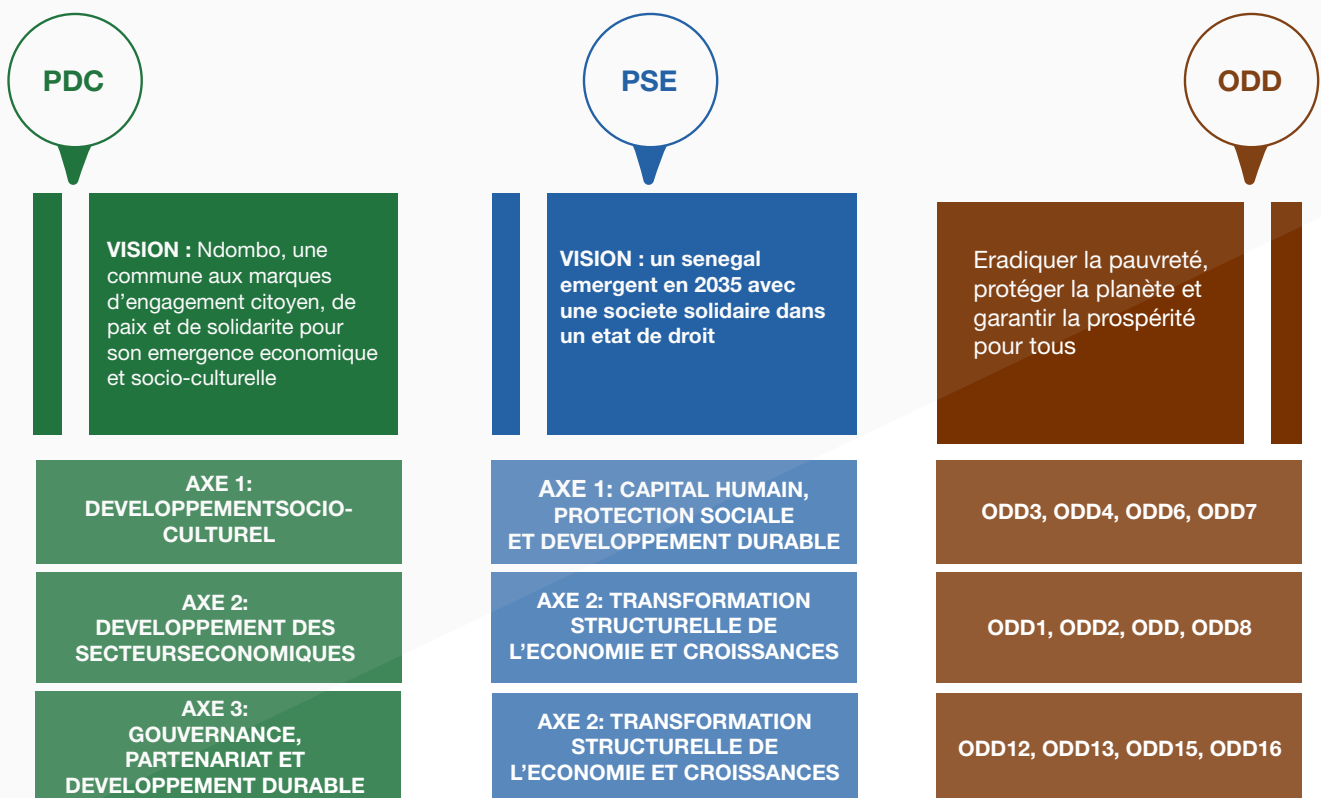 PDC
PSE
ODD
VISION : Ndombo, une
commune aux marques
d’engagement citoyen, de
paix et de solidarite pour
son emergence economique
et socio-culturelle
VISION : un senegal
emergent en 2035 avec
une societe solidaire dans
un etat de droit
Eradiquer la pauvreté,
protéger la planète et
garantir la prospérité
pour tous
AXE 1:
DEVELOPPEMENTSOCIO-
CULTUREL
AXE 1: CAPITAL HUMAIN,
PROTECTION SOCIALE
ET DEVELOPPEMENT DURABLE
ODD3, ODD4, ODD6, ODD7
AXE 2:
DEVELOPPEMENT DES
SECTEURSECONOMIQUES
AXE 2: TRANSFORMATION
STRUCTURELLE DE
L’ECONOMIE ET CROISSANCES
ODD1, ODD2, ODD, ODD8
AXE 3:
GOUVERNANCE,
PARTENARIAT ET
DEVELOPPEMENT DURABLE
AXE 2: TRANSFORMATION
STRUCTURELLE DE
L’ECONOMIE ET CROISSANCES
ODD12, ODD13, ODD15, ODD16